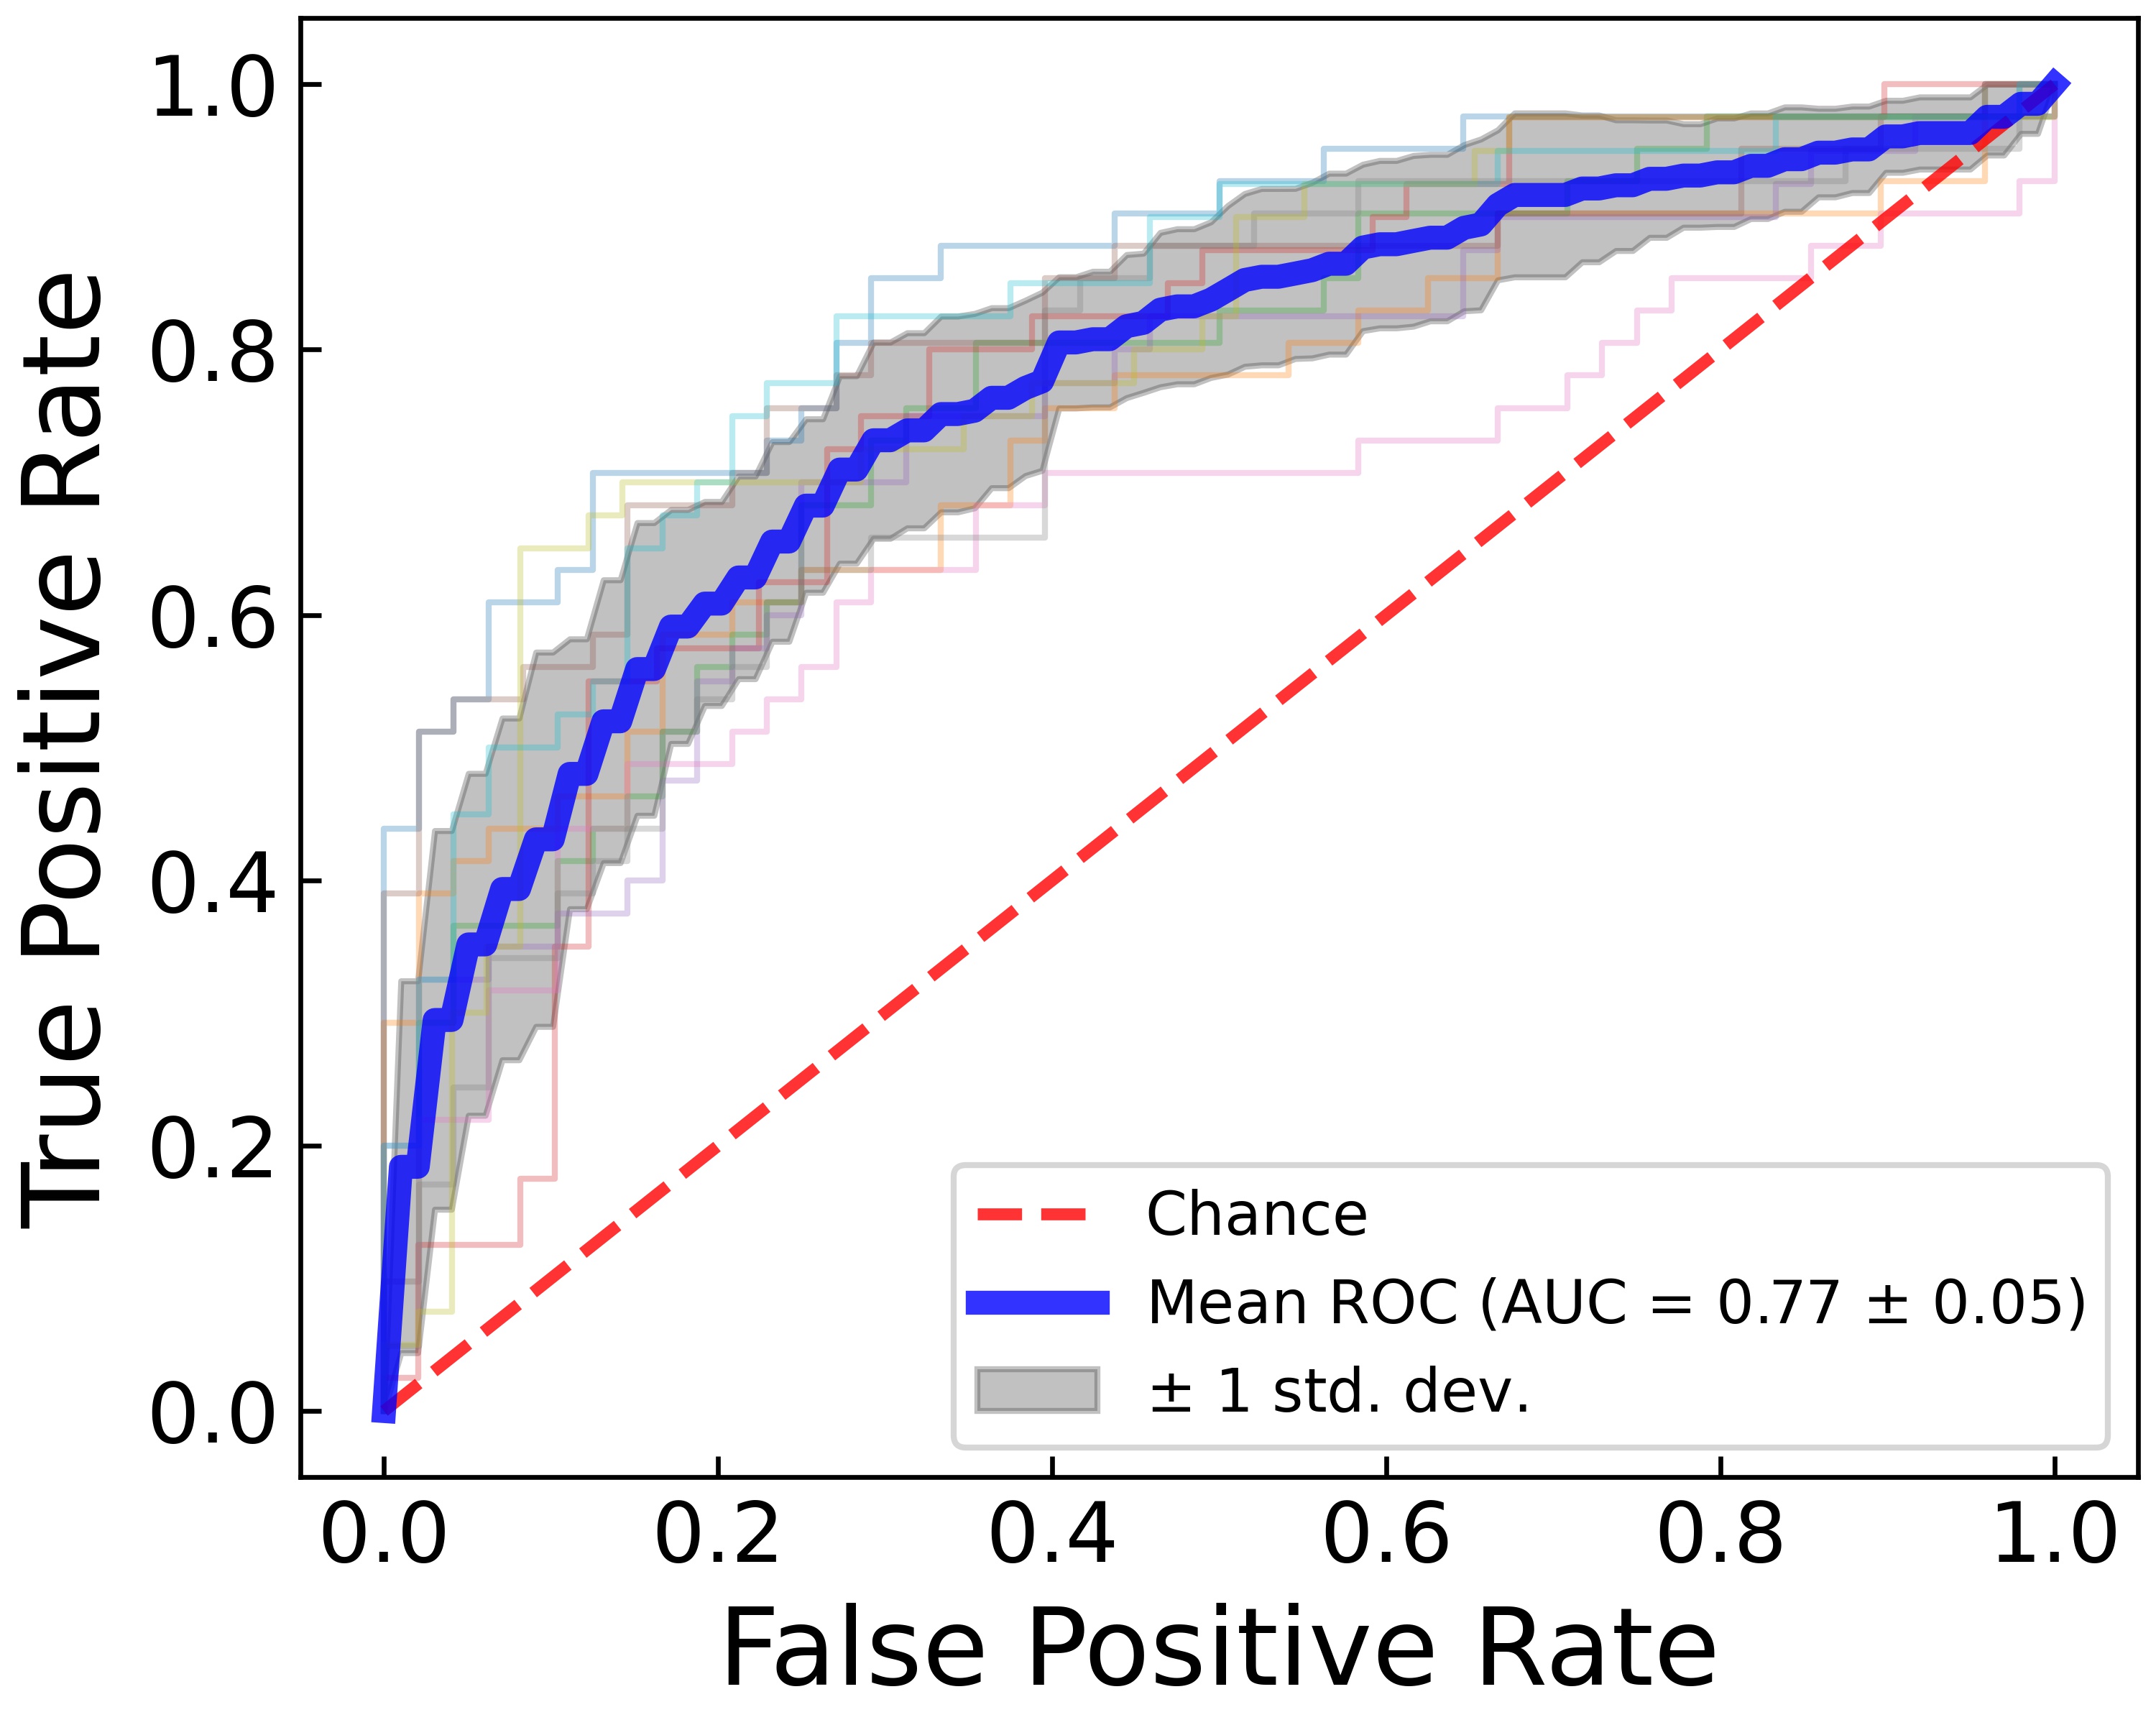 True Positive Rate
1.0
0.8
0.6
0.4
0.2
0.0
Chance
Mean ROC (AUC = 0.77 ± 0.05)
± 1 std. dev.
0.0 0.2 0.4 0.6 0.8 1.0
False Positive Rate